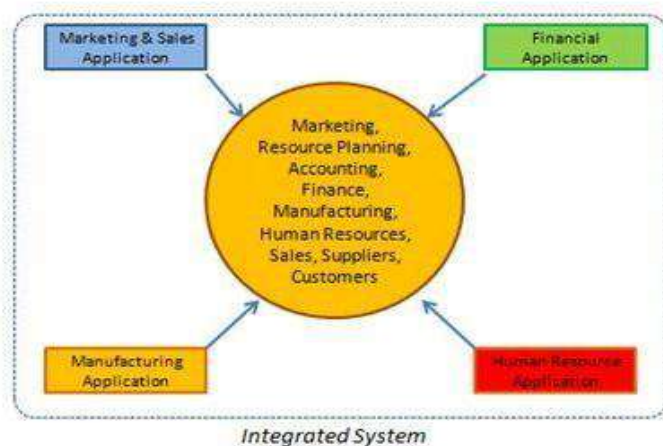 Marketing & Sales
Application
Financial
Application
Marketing,
Resource Planning,
Accounting,
Finance,
Manufacturing,
Human Resources,
Sales, Suppliers,
Customers
Manufacturing
Application
Human Resource
Application
Integrated System